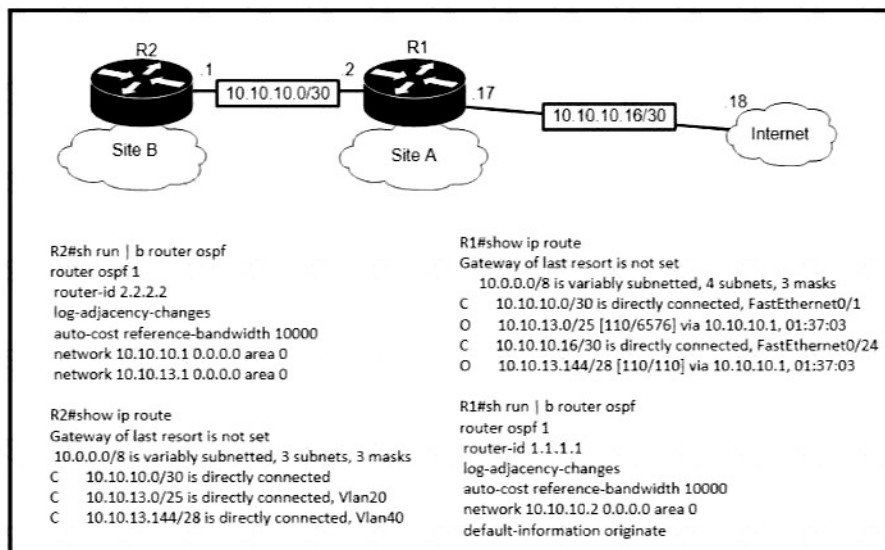 R2
R1
.1
10.10.10.0/30
.2
.17
10.10.10.16/30
.18
Internet
Site B
Site A
R2#sh run | b router ospf
router ospf 1
router-id 2.2.2.2
log-adjacency-changes
auto-cost reference-bandwidth 10000
network 10.10.10.1 0.0.0.0 area 0
network 10.10.13.1 0.0.0.0 area 0
R2#show ip route
Gateway of last resort is not set
10.0.0.0/8 is variably subnetted, 3 subnets, 3 masks
C 10.10.10.0/30 is directly connected
C 10.10.13.0/25 is directly connected, Vlan20
C 10.10.13.144/28 is directly connected, Vlan40
R1#show ip route
Gateway of last resort is not set
10.0.0.0/8 is variably subnetted, 4 subnets, 3 masks
C 10.10.10.0/30 is directly connected, FastEthernet0/1
O 10.10.13.0/25 [110/6576] via 10.10.10.1, 01:37:03
C 10.10.10.16/30 is directly connected, FastEthernet0/24
O 10.10.13.144/28 [110/110] via 10.10.10.1, 01:37:03
R1#sh run | b router ospf
router ospf 1
router-id 1.1.1.1
log-adjacency-changes
auto-cost reference-bandwidth 10000
network 10.10.10.2 0.0.0.0 area 0
default-information originate